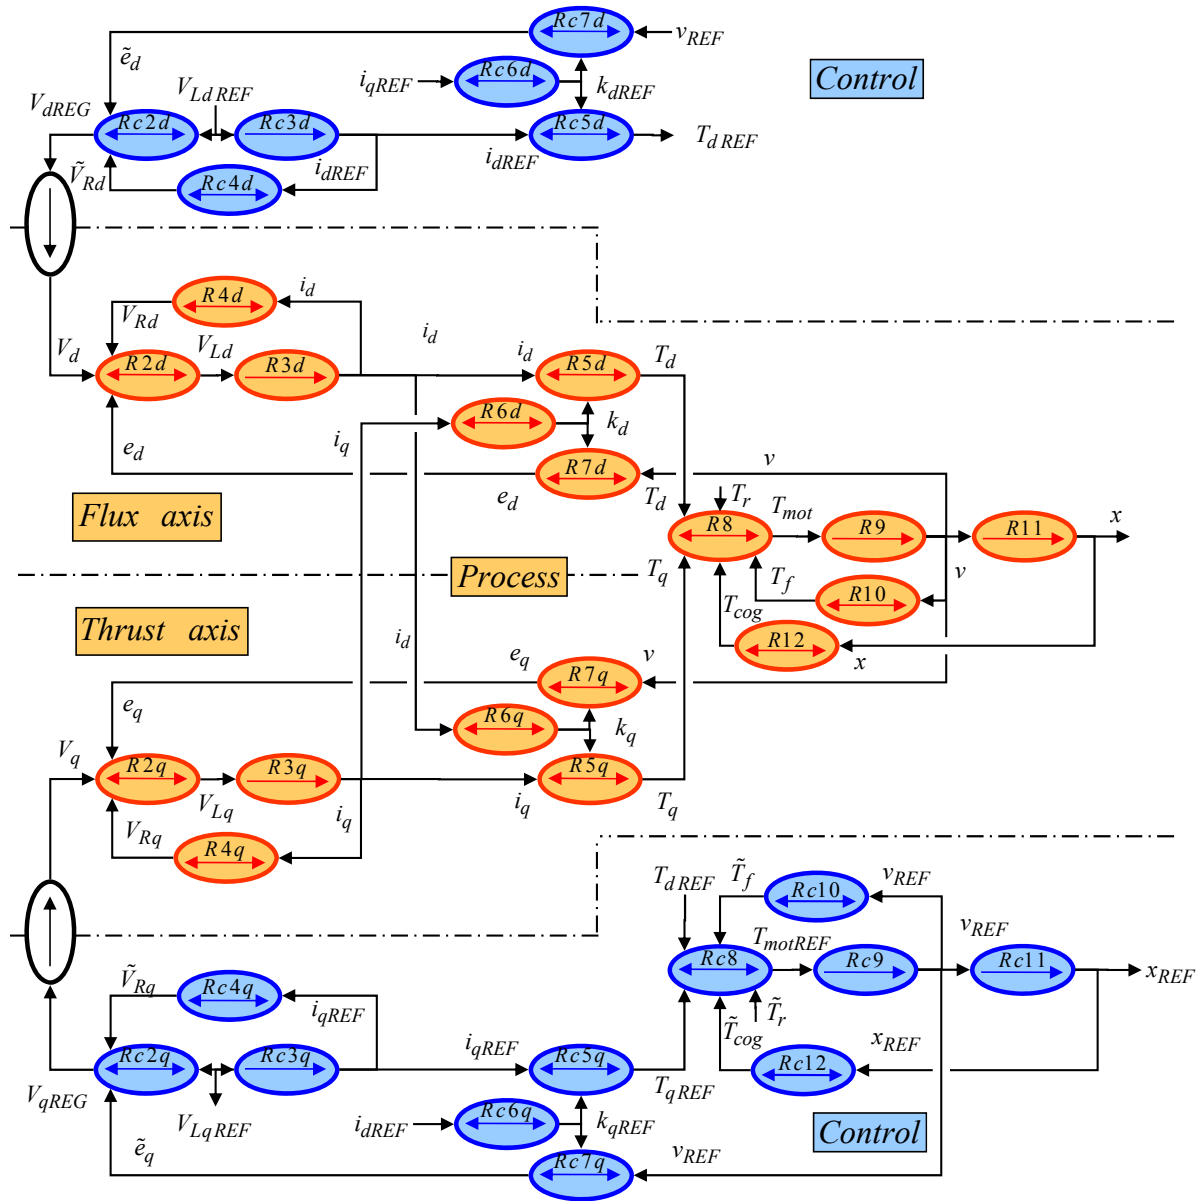 Rc7d
v_REF
ẽ_d
i_qREF
Rc6d
k_dREF
Control
V_Ld REF
V_dREG
Rc2d
Rc3d
Rc5d
T_d REF
i_dREF
i_dREF
Ṽ_Rd
Rc4d
R4d
i_d
V_Rd
V_d
V_Ld
i_d
i_d
T_d
R2d
R3d
R5d
R6d
k_d
i_q
e_d
R7d
v
e_d
T_d
T_r
T_mot
Flux axis
R8
R9
R11
x
Process
T_q
T_f
v
R10
T_cog
Thrust axis
R12
x
i_d
e_q
v
R7q
e_q
R6q
k_q
V_q
R2q
R3q
R5q
V_Lq
i_q
i_q
T_q
V_Rq
R4q
T_d REF
T̃_f
Rc10
v_REF
T_motREF
v_REF
Rc8
Rc9
Rc11
x_REF
Ṽ_Rq
Rc4q
i_qREF
T̃_r
T̃_cog
i_qREF
x_REF
Rc2q
Rc3q
Rc5q
Rc12
V_qREG
T_q REF
V_Lq REF
i_dREF
Rc6q
k_qREF
Control
ẽ_q
Rc7q
v_REF